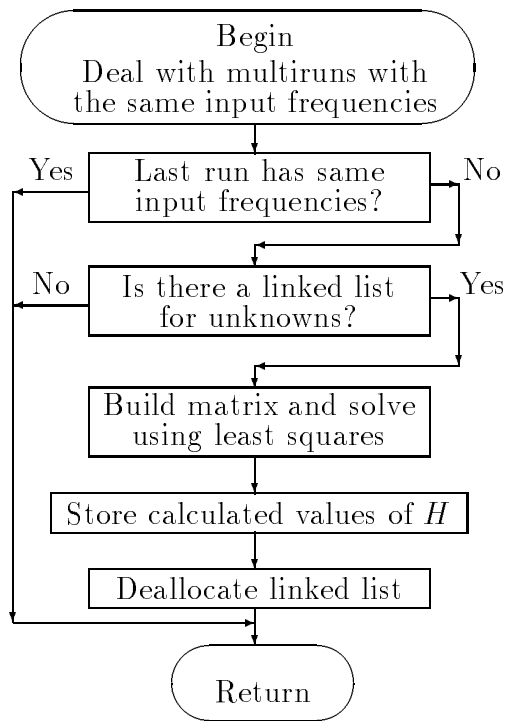 Begin
Deal with multiruns with
the same input frequencies
Yes
Last run has same
input frequencies?
No
No
Is there a linked list
for unknowns?
Yes
Build matrix and solve
using least squares
Store calculated values of H
Deallocate linked list
Return